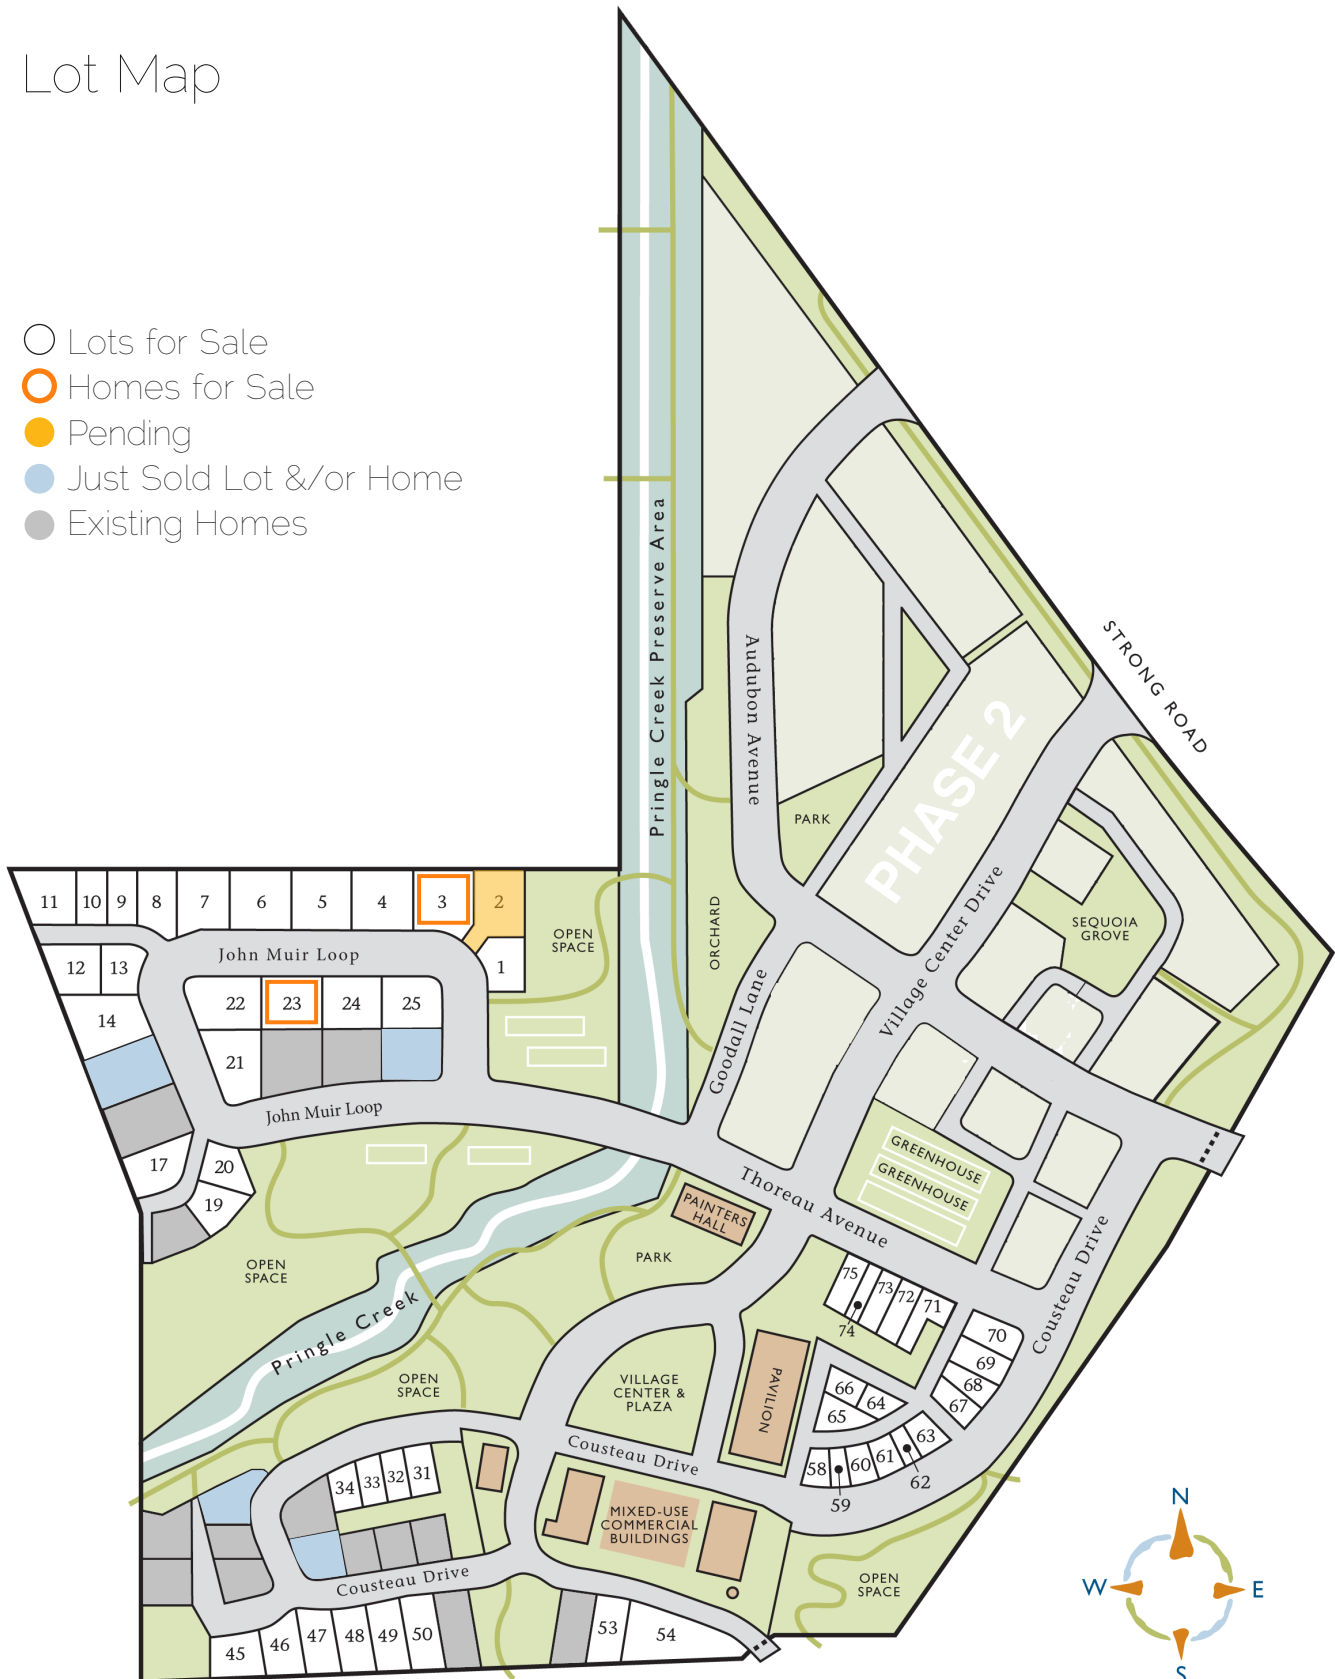 Lot Map
Lots for Sale
Homes for Sale
Pending
Just Sold Lot &/or Home
Existing Homes
Pringle Creek Preserve Area
Audubon Avenue
STRONG ROAD
PHASE 2
PARK
ORCHARD
Village Center Drive
SEQUOIA
GROVE
Goodall Lane
11
10
9
8
7
6
5
4
3
2
1
OPEN
SPACE
John Muir Loop
12
13
14
22
23
24
25
21
John Muir Loop
17
20
19
OPEN
SPACE
GREENHOUSE
GREENHOUSE
Thoreau Avenue
PAINTERS
HALL
PARK
Cousteau Drive
Pringle Creek
75
73
72
71
74
70
69
68
67
OPEN
SPACE
VILLAGE
CENTER &
PLAZA
PAVILION
66
64
65
63
61
60
58
62
59
Cousteau Drive
34
33
32
31
MIXED-USE
COMMERCIAL
BUILDINGS
Cousteau Drive
OPEN
SPACE
45
46
47
48
49
50
53
54
N
W
E
S